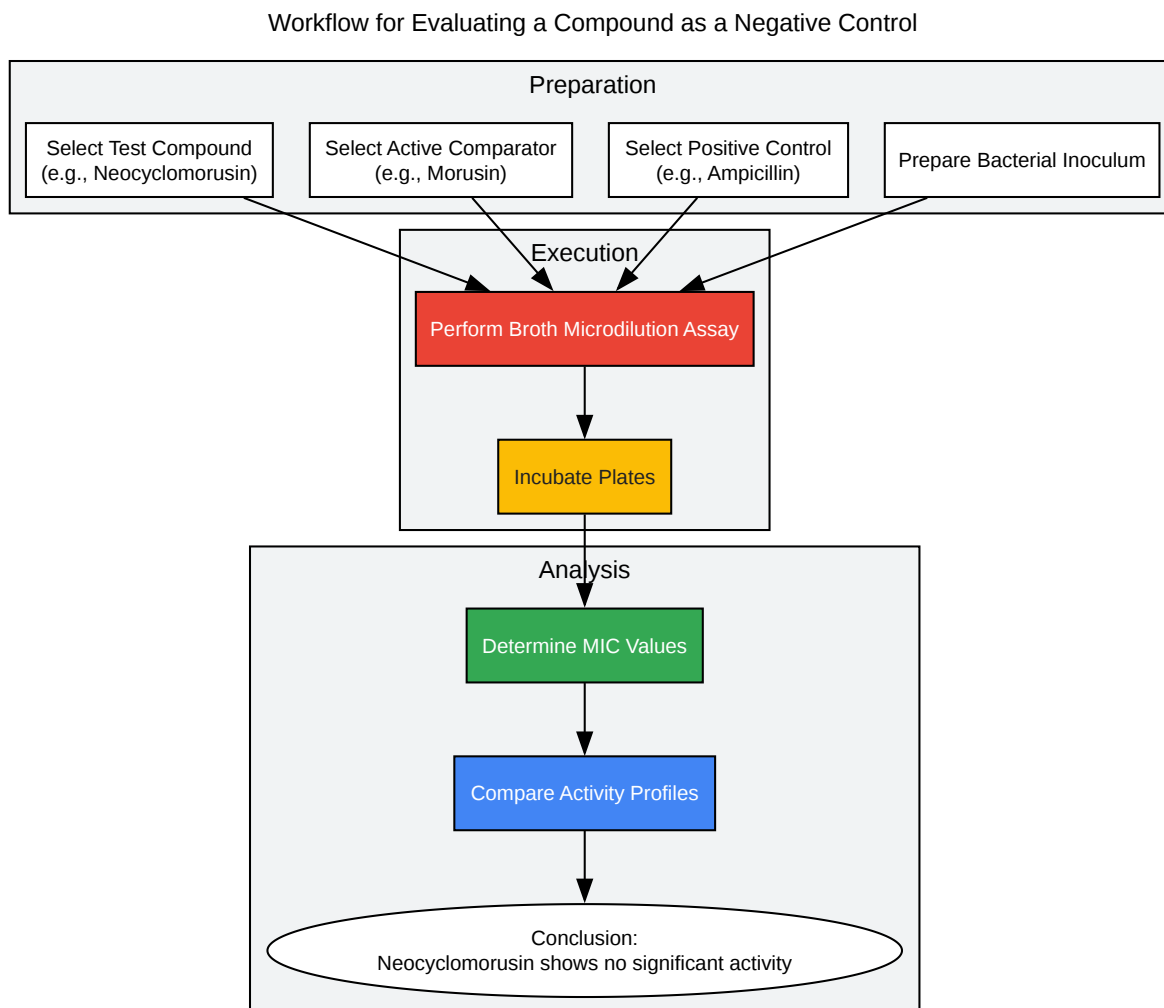 Workflow for Evaluating a Compound as a Negative Control
Preparation
Select Test Compound
(e.g., Neocyclomorusin)
Select Active Comparator
(e.g., Morusin)
Select Positive Control
(e.g., Ampicillin)
Prepare Bacterial Inoculum
Execution
Perform Broth Microdilution Assay
Incubate Plates
Analysis
Determine MIC Values
Compare Activity Profiles
Conclusion:
Neocyclomorusin shows no significant activity